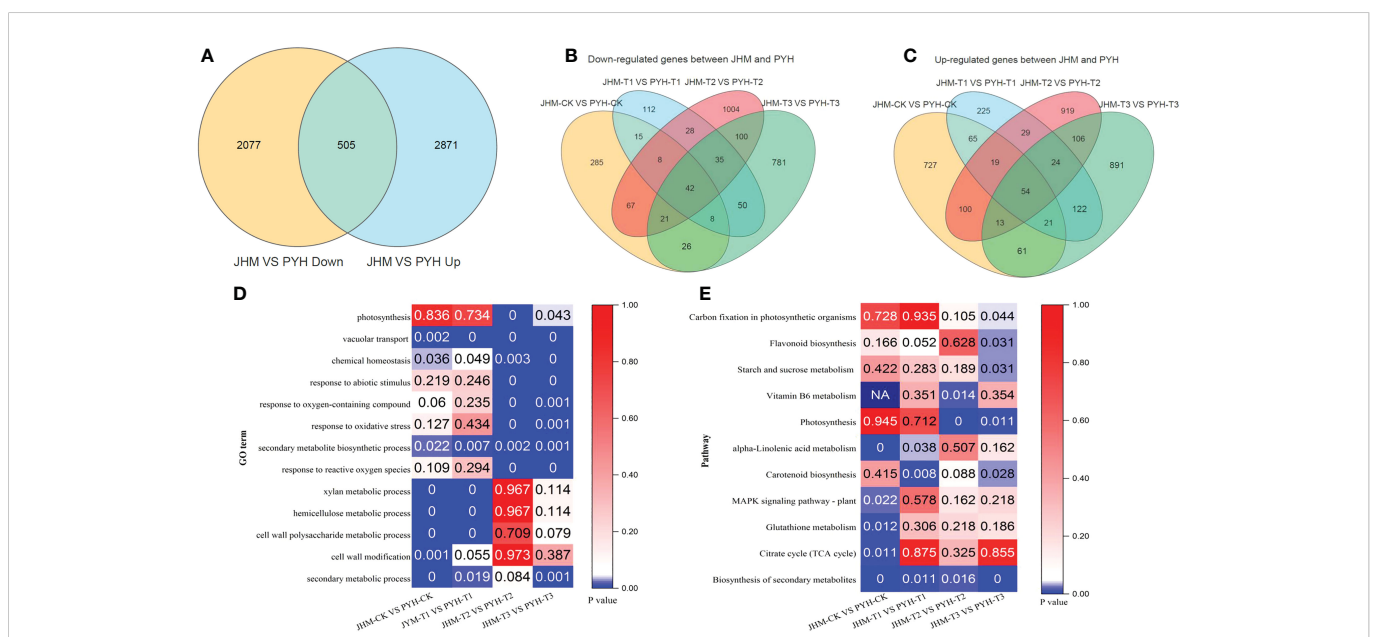 A
2077
505
2871
JHM VS PYH Down
JHM VS PYH Up
B
Down-regulated genes between JHM and PYH
JHM-T1 VS PYH-T1
JHM-T2 VS PYH-T2
JHM-CK VS PYH-CK
JHM-T3 VS PYH-T3
112
1004
15
28
100
285
8
35
781
42
67
21
8
50
26
C
Up-regulated genes between JHM and PYH
JHM-T1 VS PYH-T1
JHM-T2 VS PYH-T2
JHM-CK VS PYH-CK
JHM-T3 VS PYH-T3
225
919
65
29
106
727
19
24
891
54
100
13
21
122
61
D
GO term
photosynthesis 0.836 0.734 0 0.043
vacuolar transport 0.002 0 0 0
chemical homeostasis 0.036 0.049 0.003 0
response to abiotic stimulus 0.219 0.246 0 0
response to oxygen-containing compound 0.06 0.235 0 0.001
response to oxidative stress 0.127 0.434 0 0.001
secondary metabolite biosynthetic process 0.022 0.007 0.002 0.001
response to reactive oxygen species 0.109 0.294 0 0
xylan metabolic process 0 0 0.967 0.114
hemicellulose metabolic process 0 0 0.967 0.114
cell wall polysaccharide metabolic process 0 0 0.709 0.079
cell wall modification 0.001 0.055 0.973 0.387
secondary metabolic process 0 0.019 0.084 0.001
JHM-CK VS PYH-CK
JYM-T1 VS PYH-T1
JHM-T2 VS PYH-T2
JHM-T3 VS PYH-T3
1.00
0.80
0.60
0.40
0.20
0.00
P value
E
Pathway
Carbon fixation in photosynthetic organisms 0.728 0.935 0.105 0.044
Flavonoid biosynthesis 0.166 0.052 0.628 0.031
Starch and sucrose metabolism 0.422 0.283 0.189 0.031
Vitamin B6 metabolism NA 0.351 0.014 0.354
Photosynthesis 0.945 0.712 0 0.011
alpha-Linolenic acid metabolism 0 0.038 0.507 0.162
Carotenoid biosynthesis 0.415 0.008 0.088 0.028
MAPK signaling pathway - plant 0.022 0.578 0.162 0.218
Glutathione metabolism 0.012 0.306 0.218 0.186
Citrate cycle (TCA cycle) 0.011 0.875 0.325 0.855
Biosynthesis of secondary metabolites 0 0.011 0.016 0
JHM-CK VS PYH-CK
JHM-T1 VS PYH-T1
JHM-T2 VS PYH-T2
JHM-T3 VS PYH-T3
1.00
0.80
0.60
0.40
0.20
0.00
P value